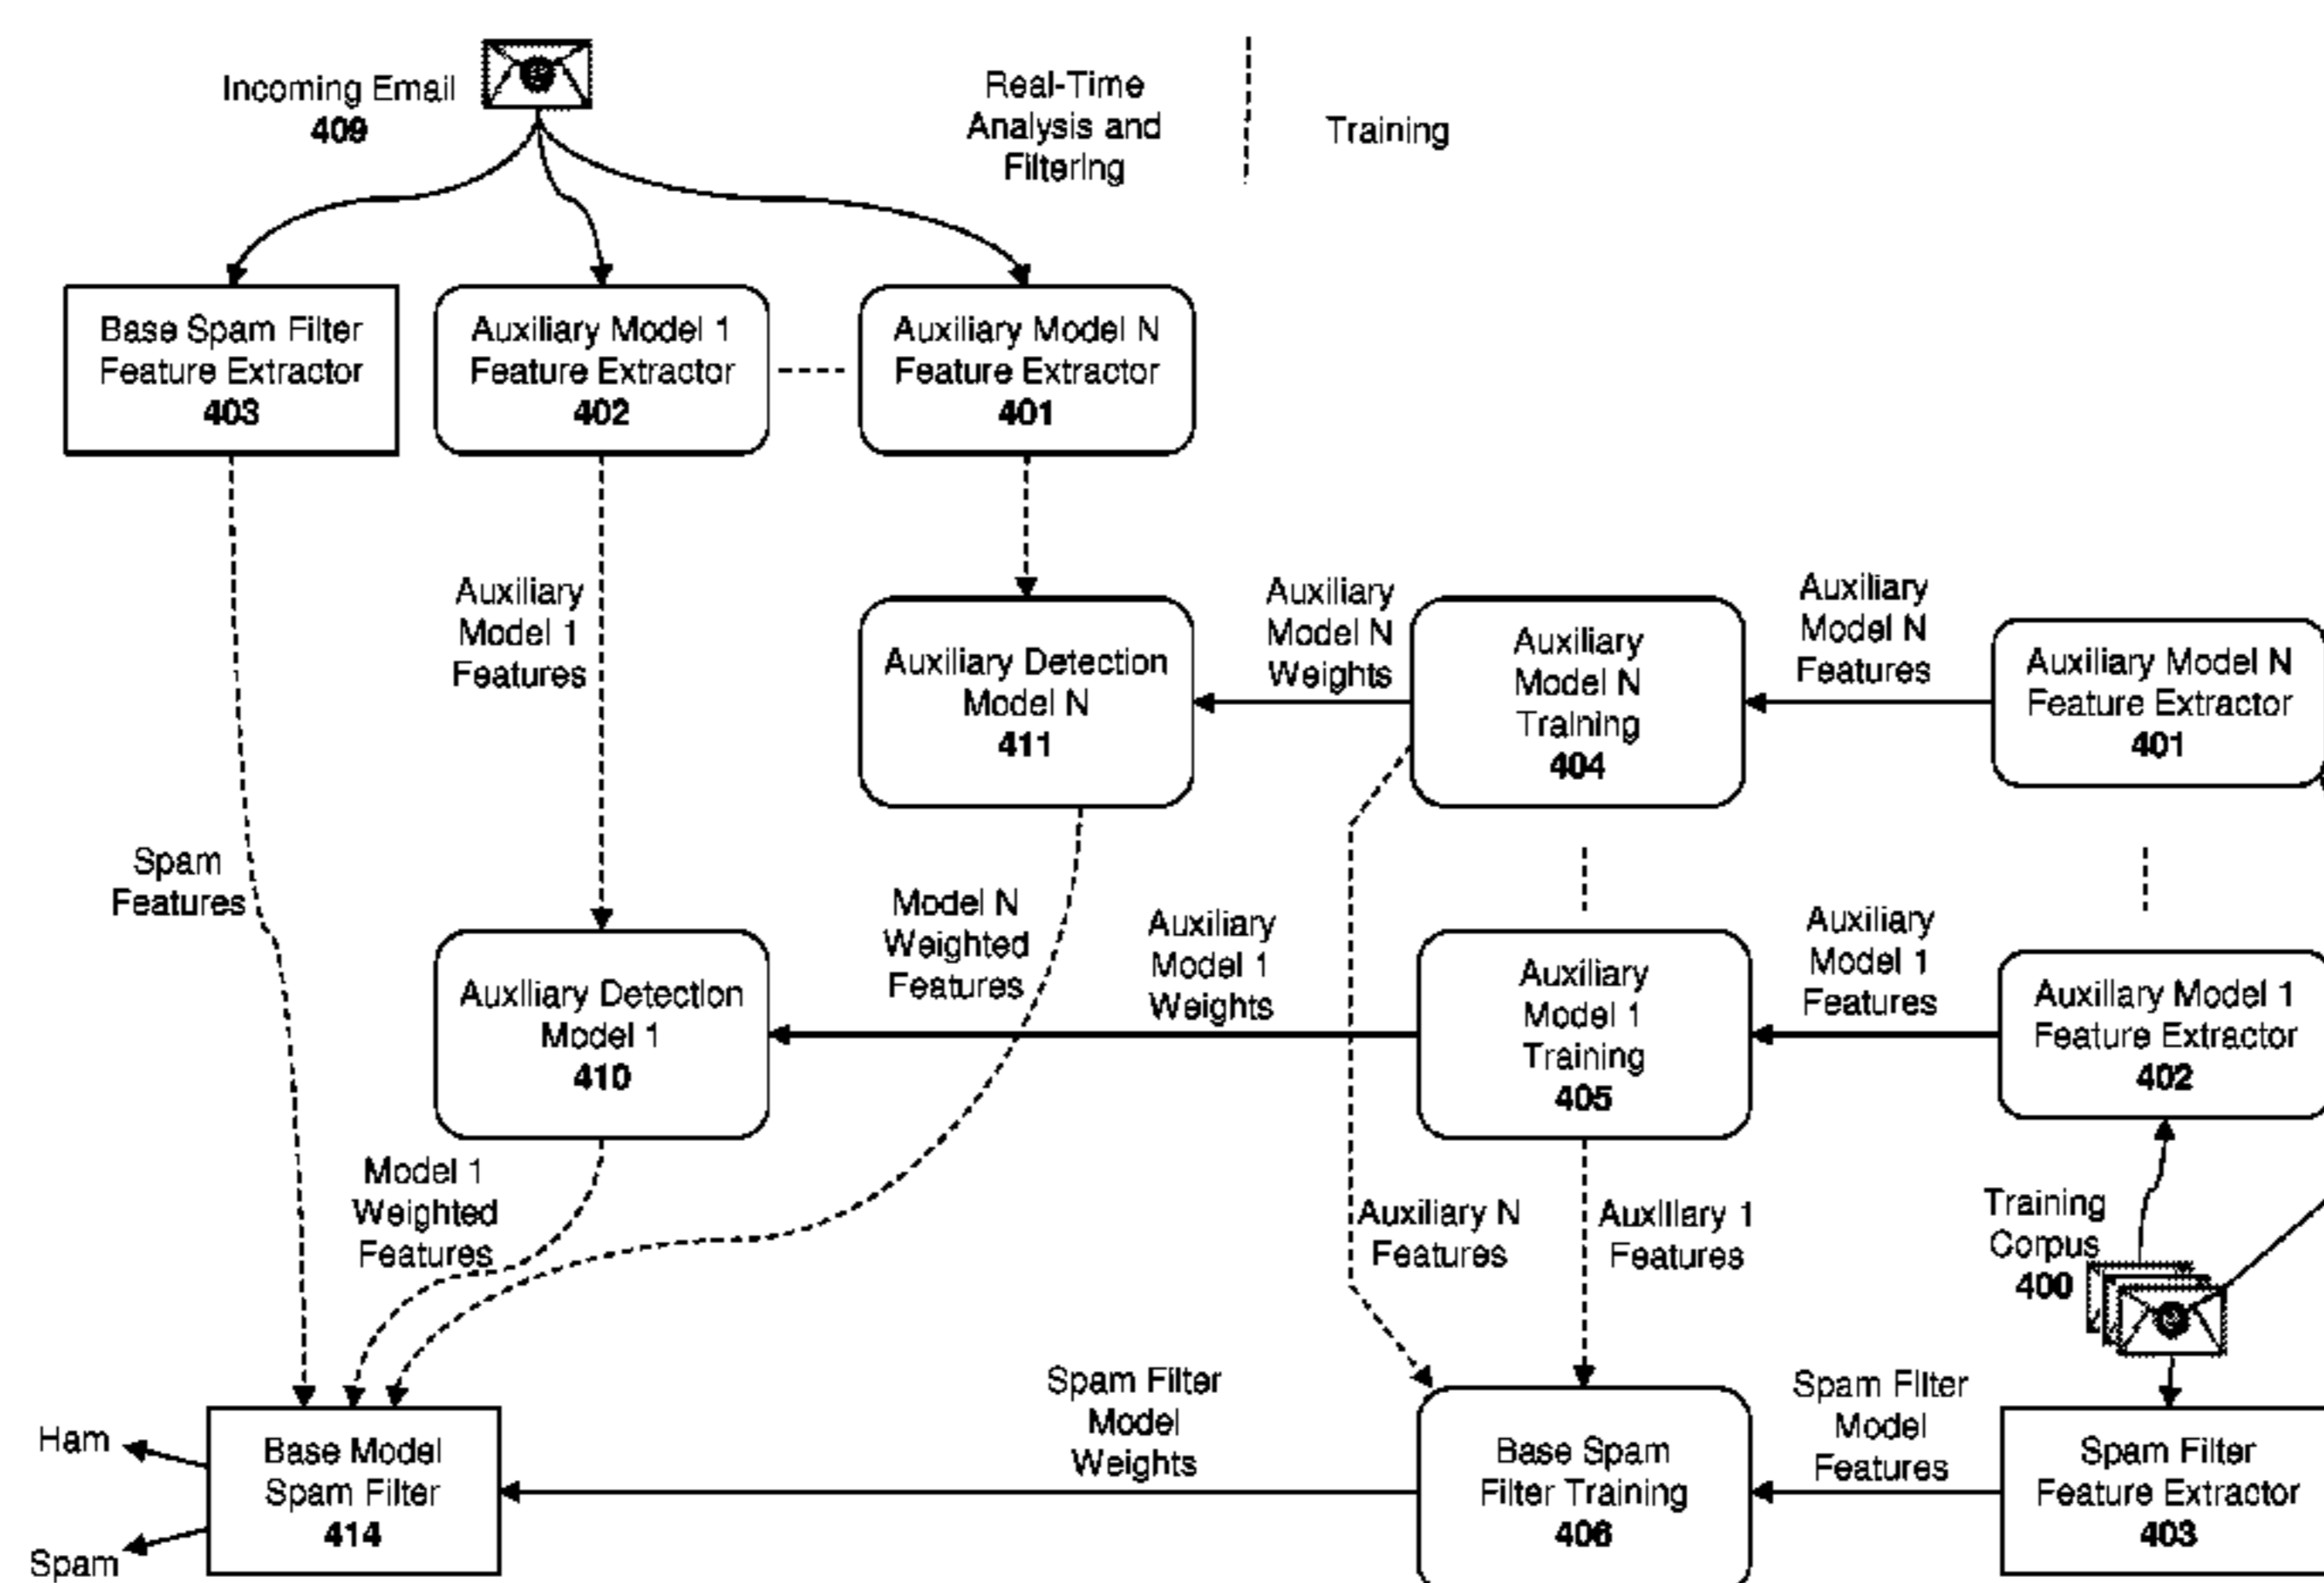 Incoming Email
409
Real-Time
Analysis and
Filtering
Training
Base Spam Filter
Feature Extractor
403
Auxiliary Model 1
Feature Extractor
402
Auxiliary Model N
Feature Extractor
401
Auxiliary
Model 1
Features
Auxiliary Detection
Model N
411
Auxiliary
Model N
Weights
Auxiliary
Model N
Training
404
Auxiliary
Model N
Features
Auxiliary Model N
Feature Extractor
401
Spam
Features
Auxiliary Detection
Model 1
410
Model N
Weighted
Features
Auxiliary
Model 1
Weights
Auxiliary
Model 1
Training
405
Auxiliary
Model 1
Features
Auxiliary Model 1
Feature Extractor
402
Model 1
Weighted
Features
Auxiliary N
Features
Auxiliary 1
Features
Training
Corpus
400
Ham
Spam
Base Model
Spam Filter
414
Spam Filter
Model
Weights
Base Spam
Filter Training
406
Spam Filter
Model
Features
Spam Filter
Feature Extractor
403